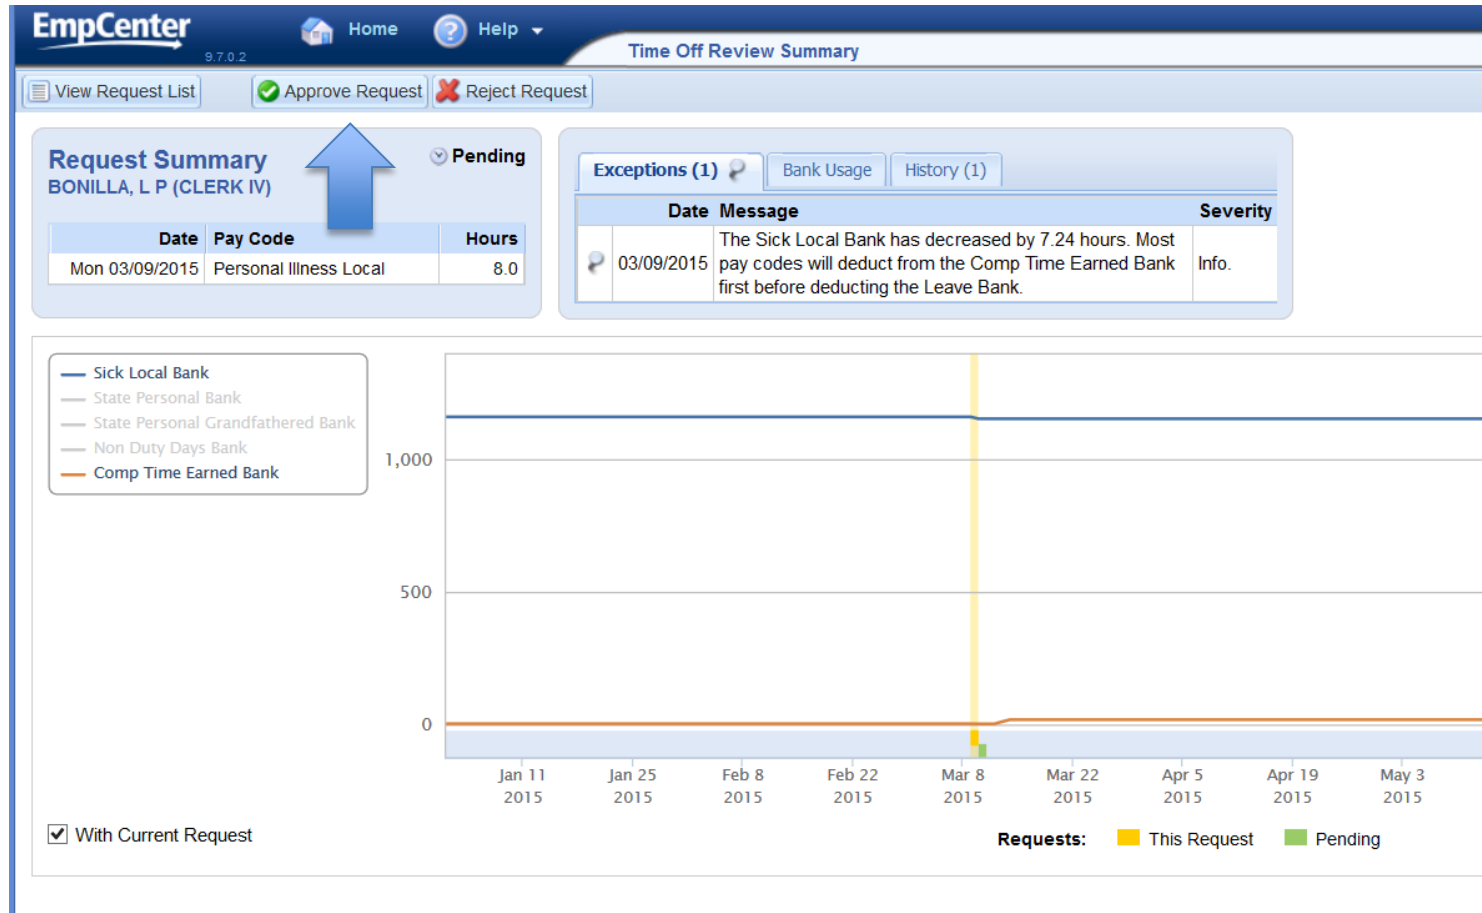 EmpCenter
9.7.0.2
Home
Help
Time Off Review Summary
View Request List
Approve Request
Reject Request
Request Summary
Pending
BONILLA, L P (CLERK IV)
Date Pay Code Hours
Mon 03/09/2015 Personal Illness Local 8.0
Exceptions (1)
Bank Usage
History (1)
Date Message Severity
The Sick Local Bank has decreased by 7.24 hours. Most
03/09/2015 pay codes will deduct from the Comp Time Earned Bank Info.
first before deducting the Leave Bank.
Sick Local Bank
State Personal Bank
State Personal Grandfathered Bank
Non Duty Days Bank
Comp Time Earned Bank
1,000
500
0
Jan 11 Jan 25 Feb 8 Feb 22 Mar 8 Mar 22 Apr 5 Apr 19 May 3
2015 2015 2015 2015 2015 2015 2015 2015 2015
With Current Request
Requests: This Request Pending